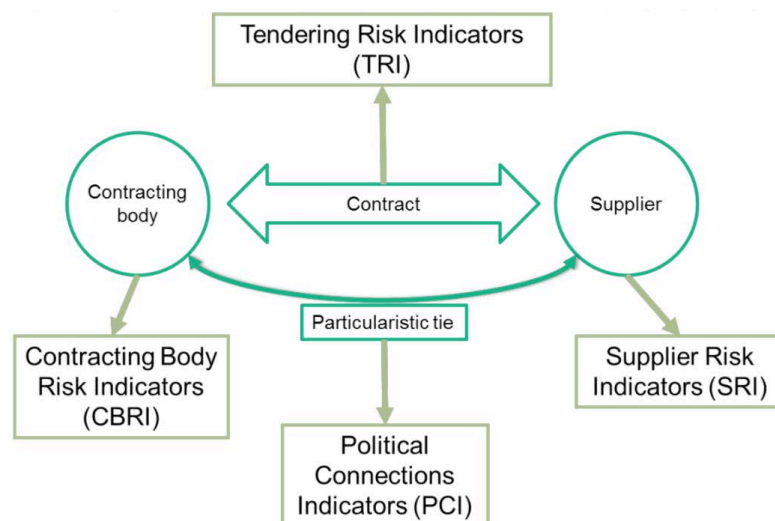 Tendering Risk Indicators
(TRI)
Contracting
body
Contract
Supplier
Particularistic tie
Contracting Body
Risk Indicators
(CBRI)
Supplier Risk
Indicators (SRI)
Political
Connections
Indicators (PCI)